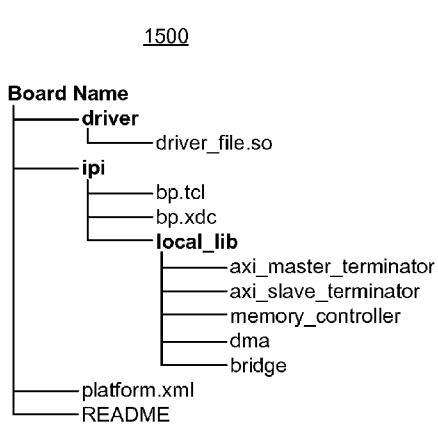 1500
Board Name
driver
driver_file.so
ipi
bp.tcl
bp.xdc
local_lib
axi_master_terminator
axi_slave_terminator
memory_controller
dma
bridge
platform.xml
README